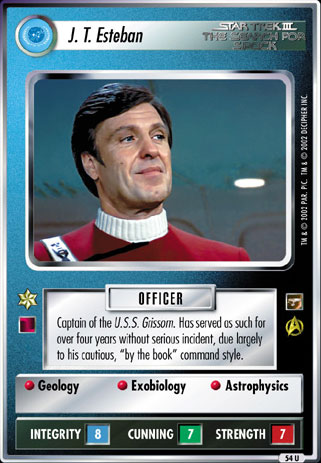 J. T. Esteban
STAR TREK III
THE SEARCH FOR
SPOCK
TM & © 2002 PAR. PIC. TM & © 2002 DECIPHER INC.
OFFICER
Captain of the U.S.S. Grissom. Has served as such for
over four years without serious incident, due largely
to his cautious, “by the book” command style.
Geology
Exobiology
Astrophysics
INTEGRITY 8
CUNNING 7
STRENGTH 7
54 U